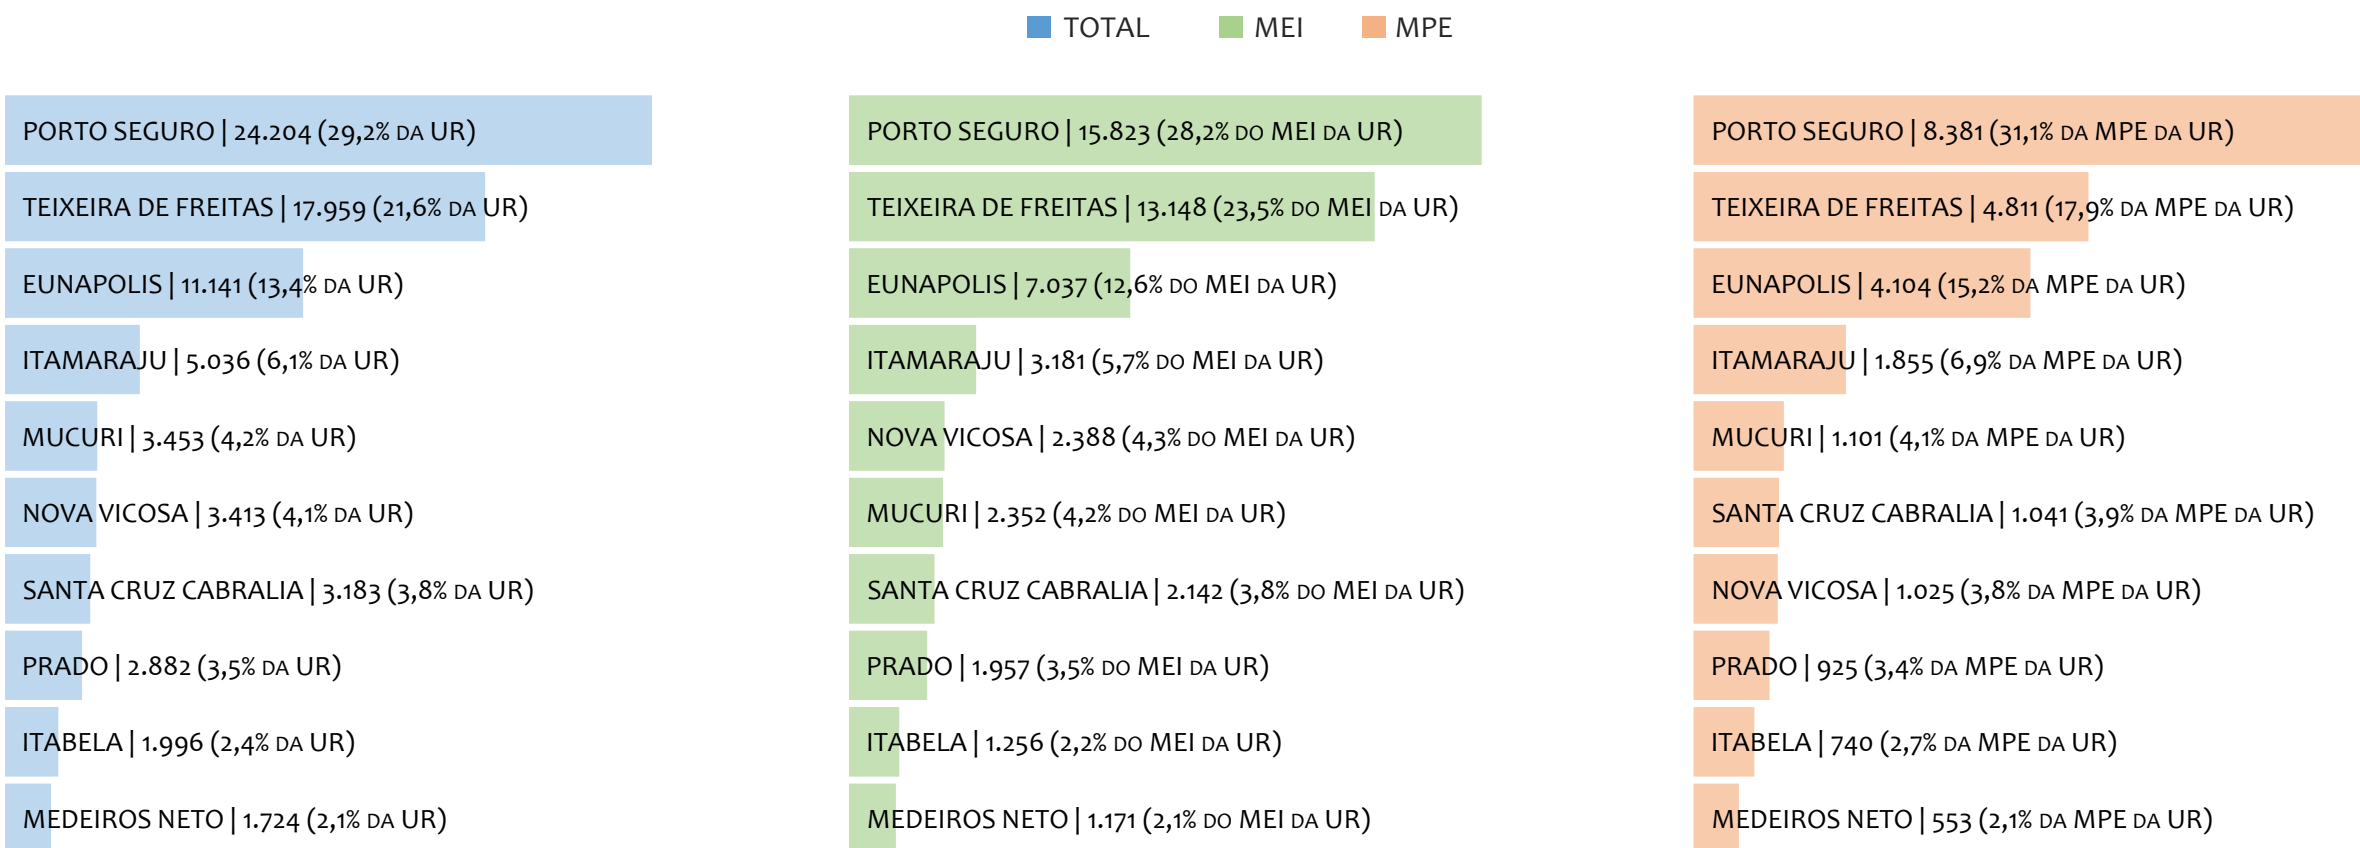 TOTAL MEI MPE
PORTO SEGURO | 24.204 (29,2% DA UR)
TEIXEIRA DE FREITAS | 17.959 (21,6% DA UR)
EUNAPOLIS | 11.141 (13,4% DA UR)
ITAMARAJU | 5.036 (6,1% DA UR)
MUCURI | 3.453 (4,2% DA UR)
NOVA VICOSA | 3.413 (4,1% DA UR)
SANTA CRUZ CABRALIA | 3.183 (3,8% DA UR)
PRADO | 2.882 (3,5% DA UR)
ITABELA | 1.996 (2,4% DA UR)
MEDEIROS NETO | 1.724 (2,1% DA UR)
PORTO SEGURO | 15.823 (28,2% DO MEI DA UR)
TEIXEIRA DE FREITAS | 13.148 (23,5% DO MEI DA UR)
EUNAPOLIS | 7.037 (12,6% DO MEI DA UR)
ITAMARAJU | 3.181 (5,7% DO MEI DA UR)
NOVA VICOSA | 2.388 (4,3% DO MEI DA UR)
MUCURI | 2.352 (4,2% DO MEI DA UR)
SANTA CRUZ CABRALIA | 2.142 (3,8% DO MEI DA UR)
PRADO | 1.957 (3,5% DO MEI DA UR)
ITABELA | 1.256 (2,2% DO MEI DA UR)
MEDEIROS NETO | 1.171 (2,1% DO MEI DA UR)
PORTO SEGURO | 8.381 (31,1% DA MPE DA UR)
TEIXEIRA DE FREITAS | 4.811 (17,9% DA MPE DA UR)
EUNAPOLIS | 4.104 (15,2% DA MPE DA UR)
ITAMARAJU | 1.855 (6,9% DA MPE DA UR)
MUCURI | 1.101 (4,1% DA MPE DA UR)
SANTA CRUZ CABRALIA | 1.041 (3,9% DA MPE DA UR)
NOVA VICOSA | 1.025 (3,8% DA MPE DA UR)
PRADO | 925 (3,4% DA MPE DA UR)
ITABELA | 740 (2,7% DA MPE DA UR)
MEDEIROS NETO | 553 (2,1% DA MPE DA UR)